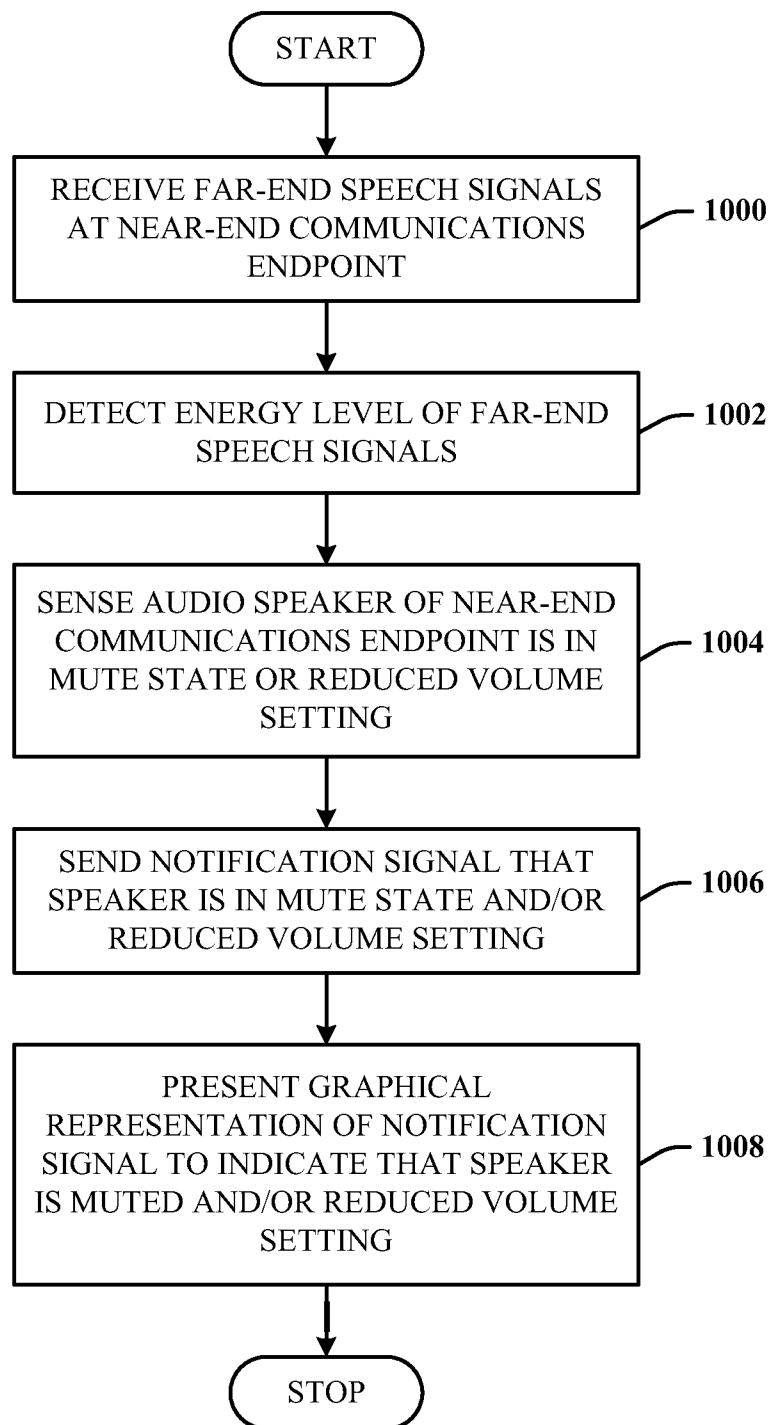 START
RECEIVE FAR-END SPEECH SIGNALS
AT NEAR-END COMMUNICATIONS
ENDPOINT
1000
DETECT ENERGY LEVEL OF FAR-END
SPEECH SIGNALS
1002
SENSE AUDIO SPEAKER OF NEAR-END
COMMUNICATIONS ENDPOINT IS IN
MUTE STATE OR REDUCED VOLUME
SETTING
1004
SEND NOTIFICATION SIGNAL THAT
SPEAKER IS IN MUTE STATE AND/OR
REDUCED VOLUME SETTING
1006
PRESENT GRAPHICAL
REPRESENTATION OF NOTIFICATION
SIGNAL TO INDICATE THAT SPEAKER
IS MUTED AND/OR REDUCED VOLUME
SETTING
1008
STOP